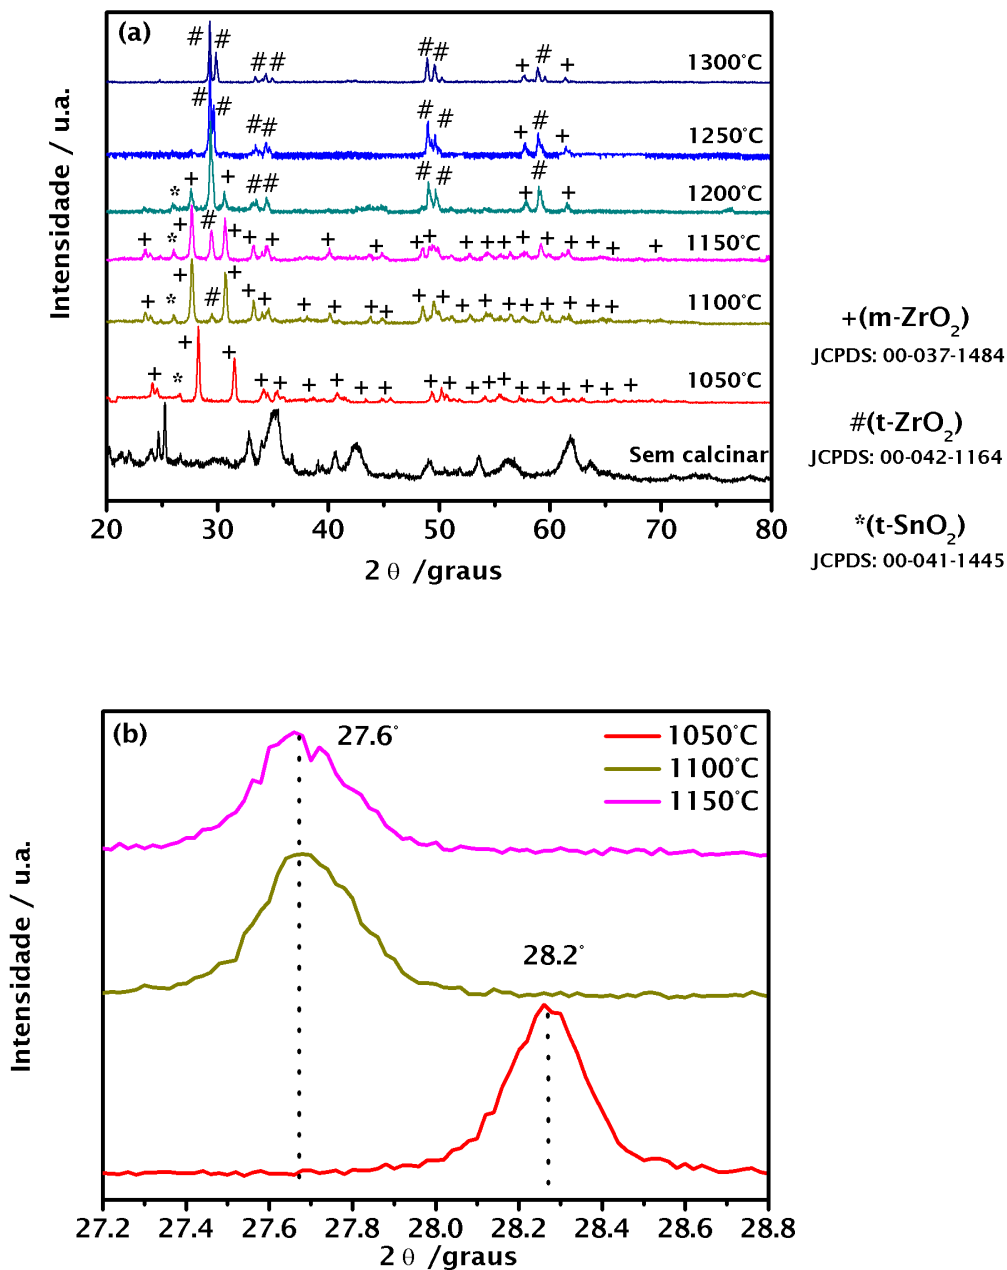 (a)
# #
# #
# #
# #
+ # +
1300°C
# #
# #
# #
+ # +
1250°C
* + +
# #
# #
+ # +
1200°C
+ * + # + + + + + + + + + + + + + + + + +
1150°C
+ * + # + + + + + + + + + + + + + + + + +
1100°C
+ * + + + + + + + + + + + + + + + + + +
1050°C
Sem calcinar
20 30 40 50 60 70 80
2 θ /graus
Intensidade / u.a.
+(m-ZrO2)
JCPDS: 00-037-1484
#(t-ZrO2)
JCPDS: 00-042-1164
*(t-SnO2)
JCPDS: 00-041-1445
(b)
27.6°
1050°C
1100°C
1150°C
28.2°
27.2 27.4 27.6 27.8 28.0 28.2 28.4 28.6 28.8
2 θ /graus
Intensidade / u.a.